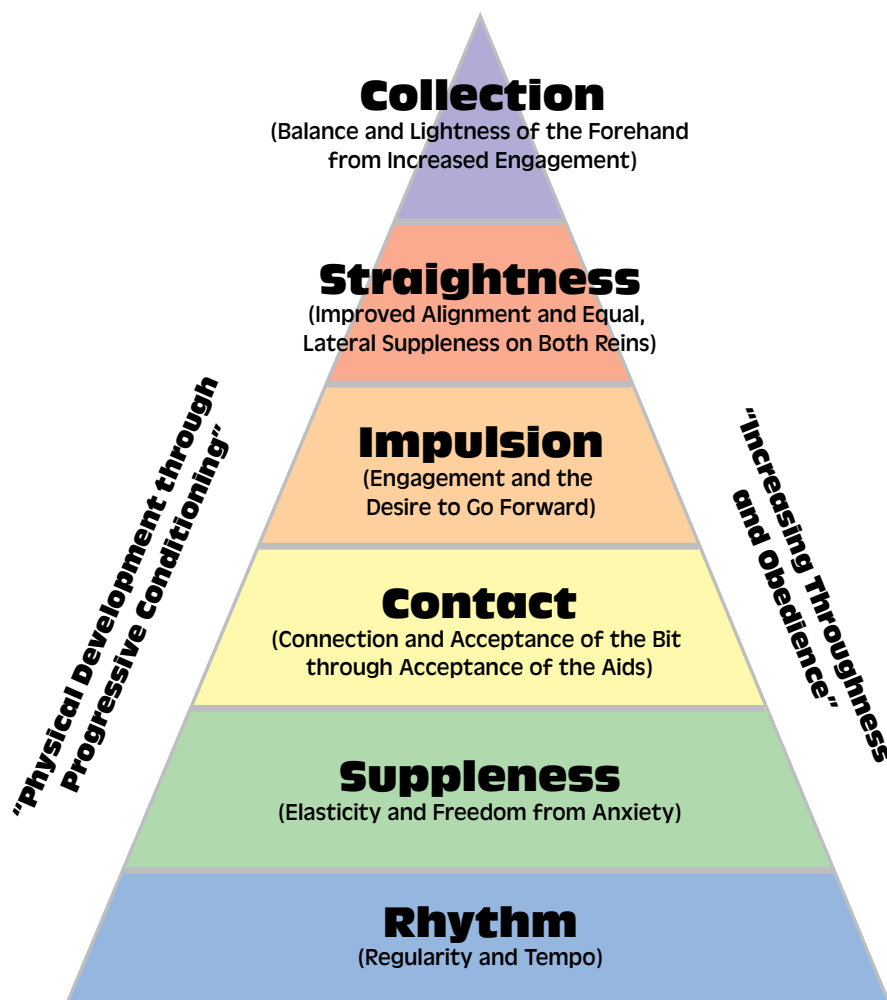 Collection
(Balance and Lightness of the Forehand
from Increased Engagement)
Straightness
(Improved Alignment and Equal,
Lateral Suppleness on Both Reins)
Impulsion
(Engagement and the
Desire to Go Forward)
Contact
(Connection and Acceptance of the Bit
through Acceptance of the Aids)
Suppleness
(Elasticity and Freedom from Anxiety)
Rhythm
(Regularity and Tempo)
“Physical Development through
Progressive Conditioning”
“Increasing Throughness
and Obedience”